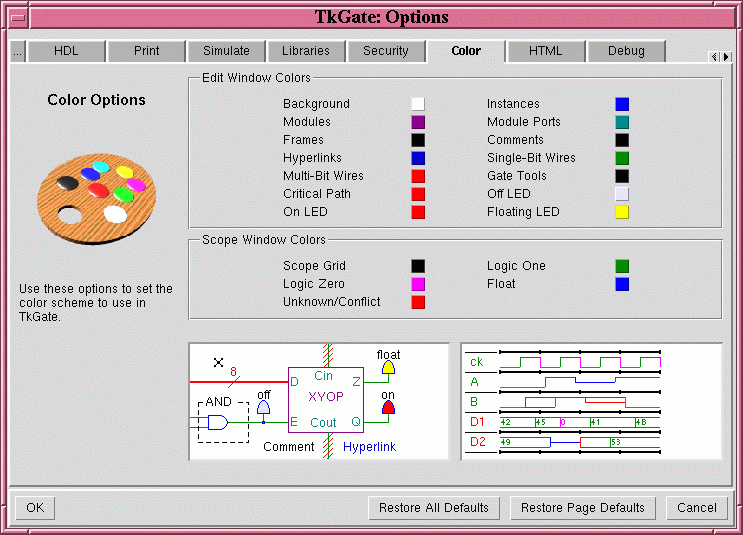 TkGate: Options
... HDL Print Simulate Libraries Security Color HTML Debug
Color Options
Use these options to set the
color scheme to use in
TkGate.
Edit Window Colors
Background Instances
Modules Module Ports
Frames Comments
Hyperlinks Single-Bit Wires
Multi-Bit Wires Gate Tools
Critical Path Off LED
On LED Floating LED
Scope Window Colors
Scope Grid Logic One
Logic Zero Float
Unknown/Conflict
float
8
Cin
D Z
XYOP
AND off on
E Cout Q
Comment Hyperlink
ck
A
B
D1 42 45 0 41 4B
D2 49 53
OK Restore All Defaults Restore Page Defaults Cancel